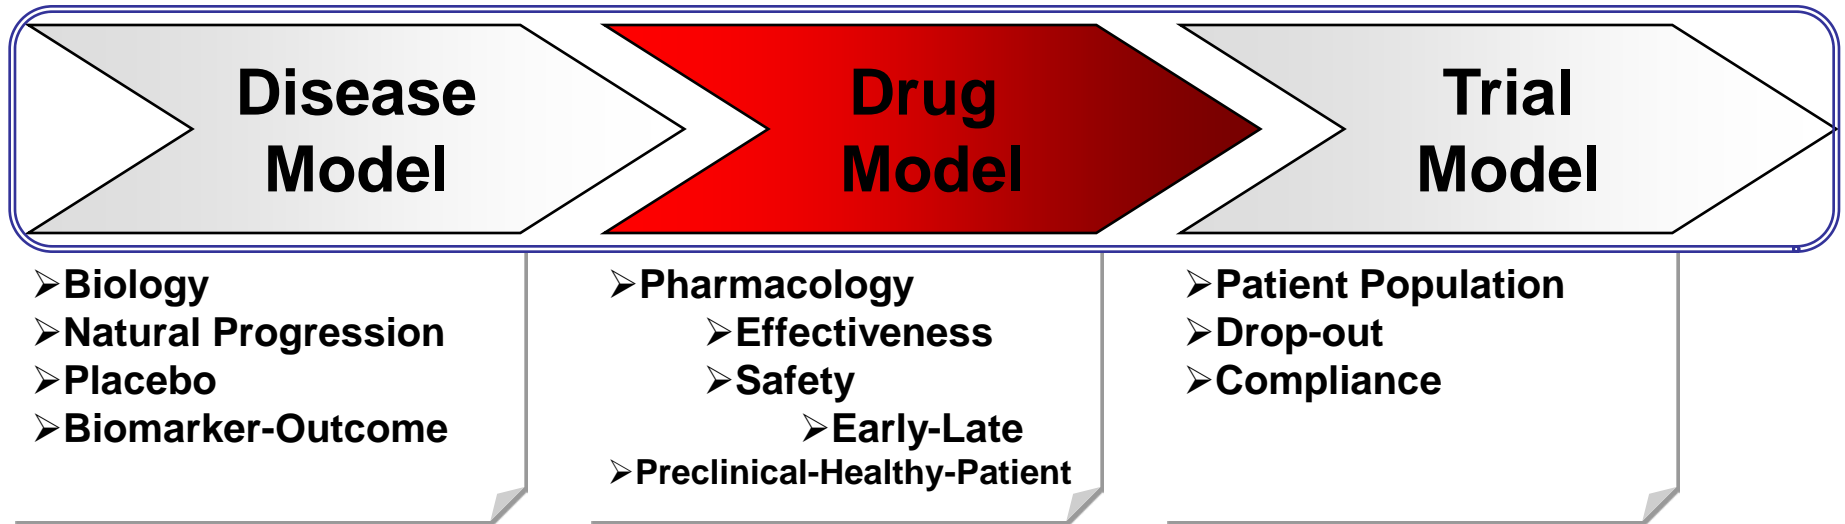 Disease
Model
Drug
Model
Trial
Model
➢Biology
➢Natural Progression
➢Placebo
➢Biomarker-Outcome
➢Pharmacology
➢Effectiveness
➢Safety
➢Early-Late
➢Preclinical-Healthy-Patient
➢Patient Population
➢Drop-out
➢Compliance